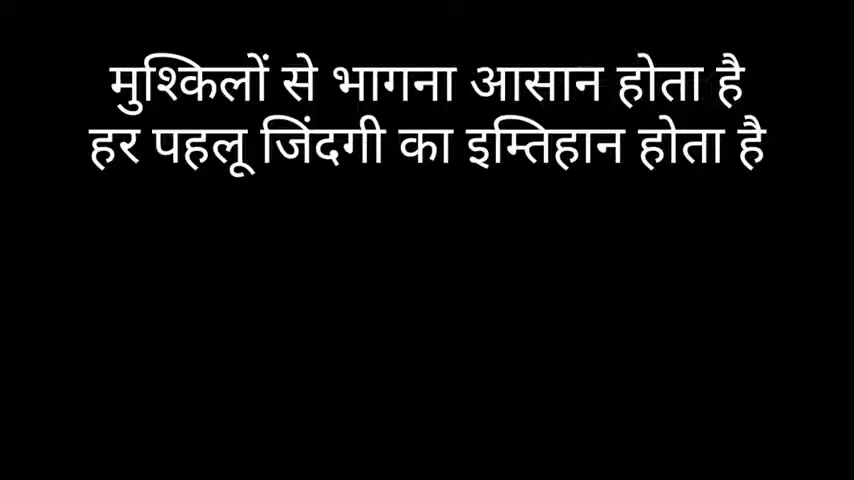 मुश्किलों से भागना आसान होता है
हर पहलू जिंदगी का इम्तिहान होता है